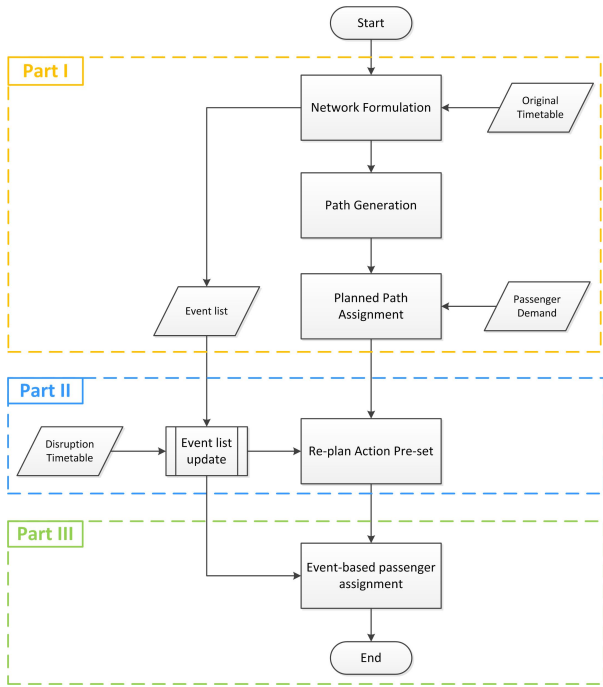 Start
Part I
Network Formulation
Original
Timetable
Path Generation
Event list
Planned Path
Assignment
Passenger
Demand
Part II
Disruption
Timetable
Event list
update
Re-plan Action Pre-set
Part III
Event-based passenger
assignment
End